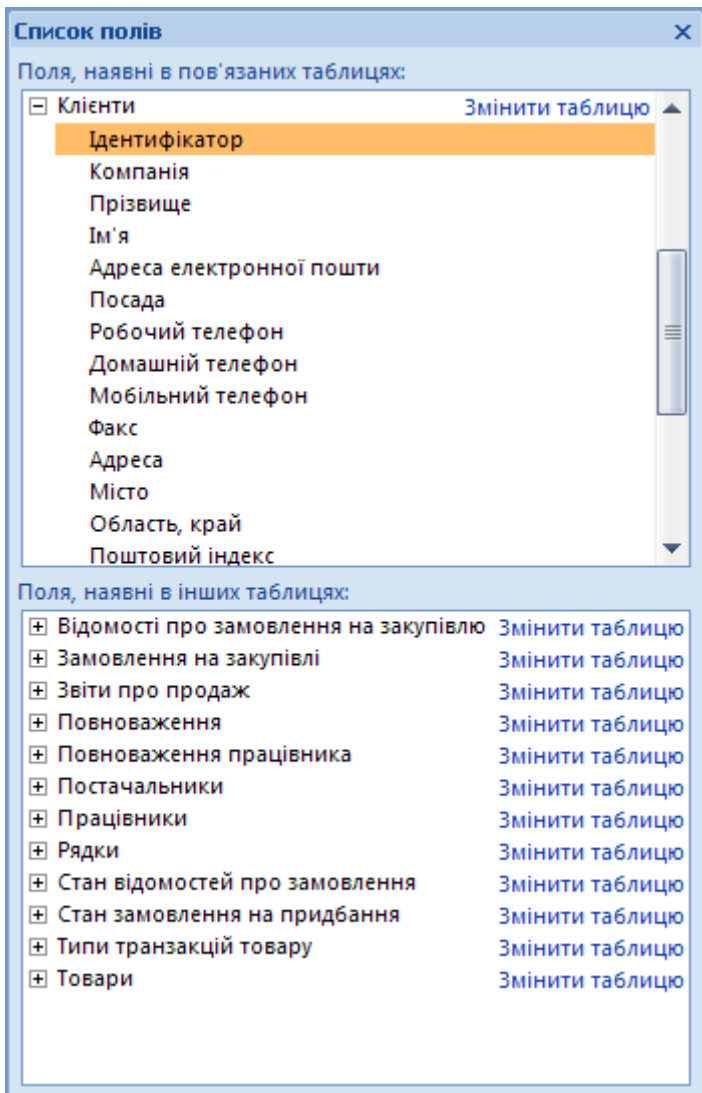 Список полів
Поля, наявні в пов'язаних таблицях:
Клієнти Змінити таблицю
Ідентифікатор
Компанія
Прізвище
Ім'я
Адреса електронної пошти
Посада
Робочий телефон
Домашній телефон
Мобільний телефон
Факс
Адреса
Місто
Область, край
Поштовий індекс
Поля, наявні в інших таблицях:
Відомості про замовлення на закупівлю Змінити таблицю
Замовлення на закупівлі Змінити таблицю
Звіти про продаж Змінити таблицю
Повноваження Змінити таблицю
Повноваження працівника Змінити таблицю
Постачальники Змінити таблицю
Працівники Змінити таблицю
Рядки Змінити таблицю
Стан відомостей про замовлення Змінити таблицю
Стан замовлення на придбання Змінити таблицю
Типи транзакцій товару Змінити таблицю
Товари Змінити таблицю